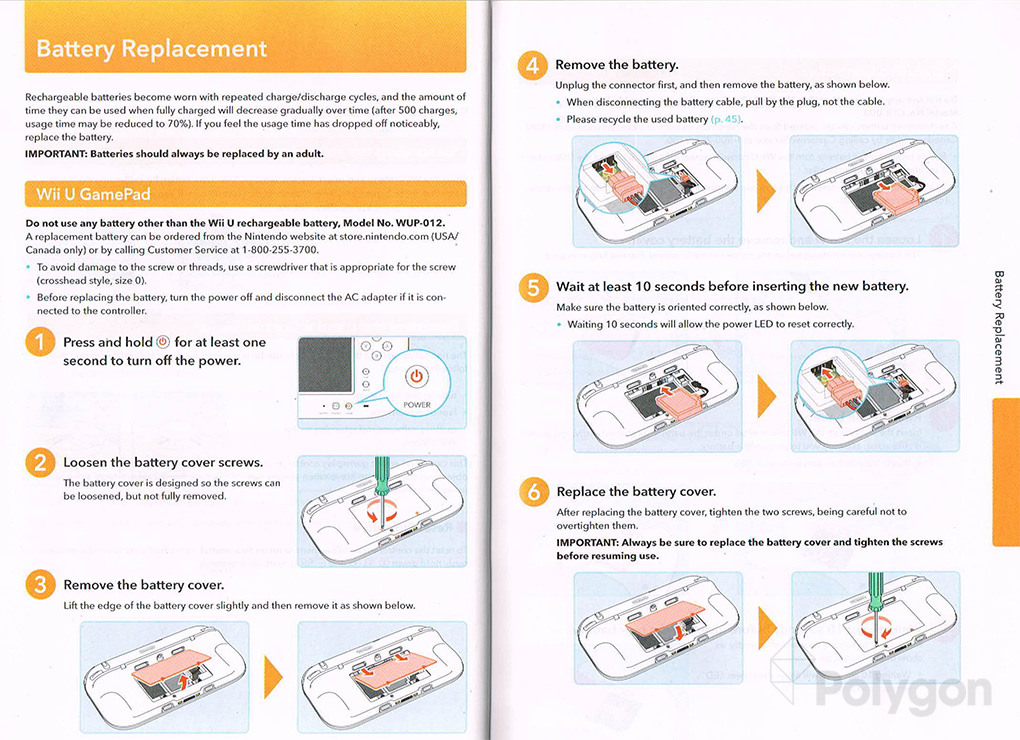 Battery Replacement
Rechargeable batteries become worn with repeated charge/discharge cycles, and the amount of
time they can be used when fully charged will decrease gradually over time (after 500 charges,
usage time may be reduced to 70%). If you feel the usage time has dropped off noticeably,
replace the battery.
IMPORTANT: Batteries should always be replaced by an adult.
Wii U GamePad
Do not use any battery other than the Wii U rechargeable battery, Model No. WUP-012.
A replacement battery can be ordered from the Nintendo website at store.nintendo.com (USA/
Canada only) or by calling Customer Service at 1-800-255-3700.
• To avoid damage to the screw or threads, use a screwdriver that is appropriate for the screw
(crosshead style, size 0).
• Before replacing the battery, turn the power off and disconnect the AC adapter if it is con-
nected to the controller.
1 Press and hold for at least one
second to turn off the power.
POWER
2 Loosen the battery cover screws.
The battery cover is designed so the screws can
be loosened, but not fully removed.
3 Remove the battery cover.
Lift the edge of the battery cover slightly and then remove it as shown below.
4 Remove the battery.
Unplug the connector first, and then remove the battery, as shown below.
• When disconnecting the battery cable, pull by the plug, not the cable.
• Please recycle the used battery (p. 45).
5 Wait at least 10 seconds before inserting the new battery.
Make sure the battery is oriented correctly, as shown below.
• Waiting 10 seconds will allow the power LED to reset correctly.
6 Replace the battery cover.
After replacing the battery cover, tighten the two screws, being careful not to
overtighten them.
IMPORTANT: Always be sure to replace the battery cover and tighten the screws
before resuming use.
Battery Replacement
Polygon